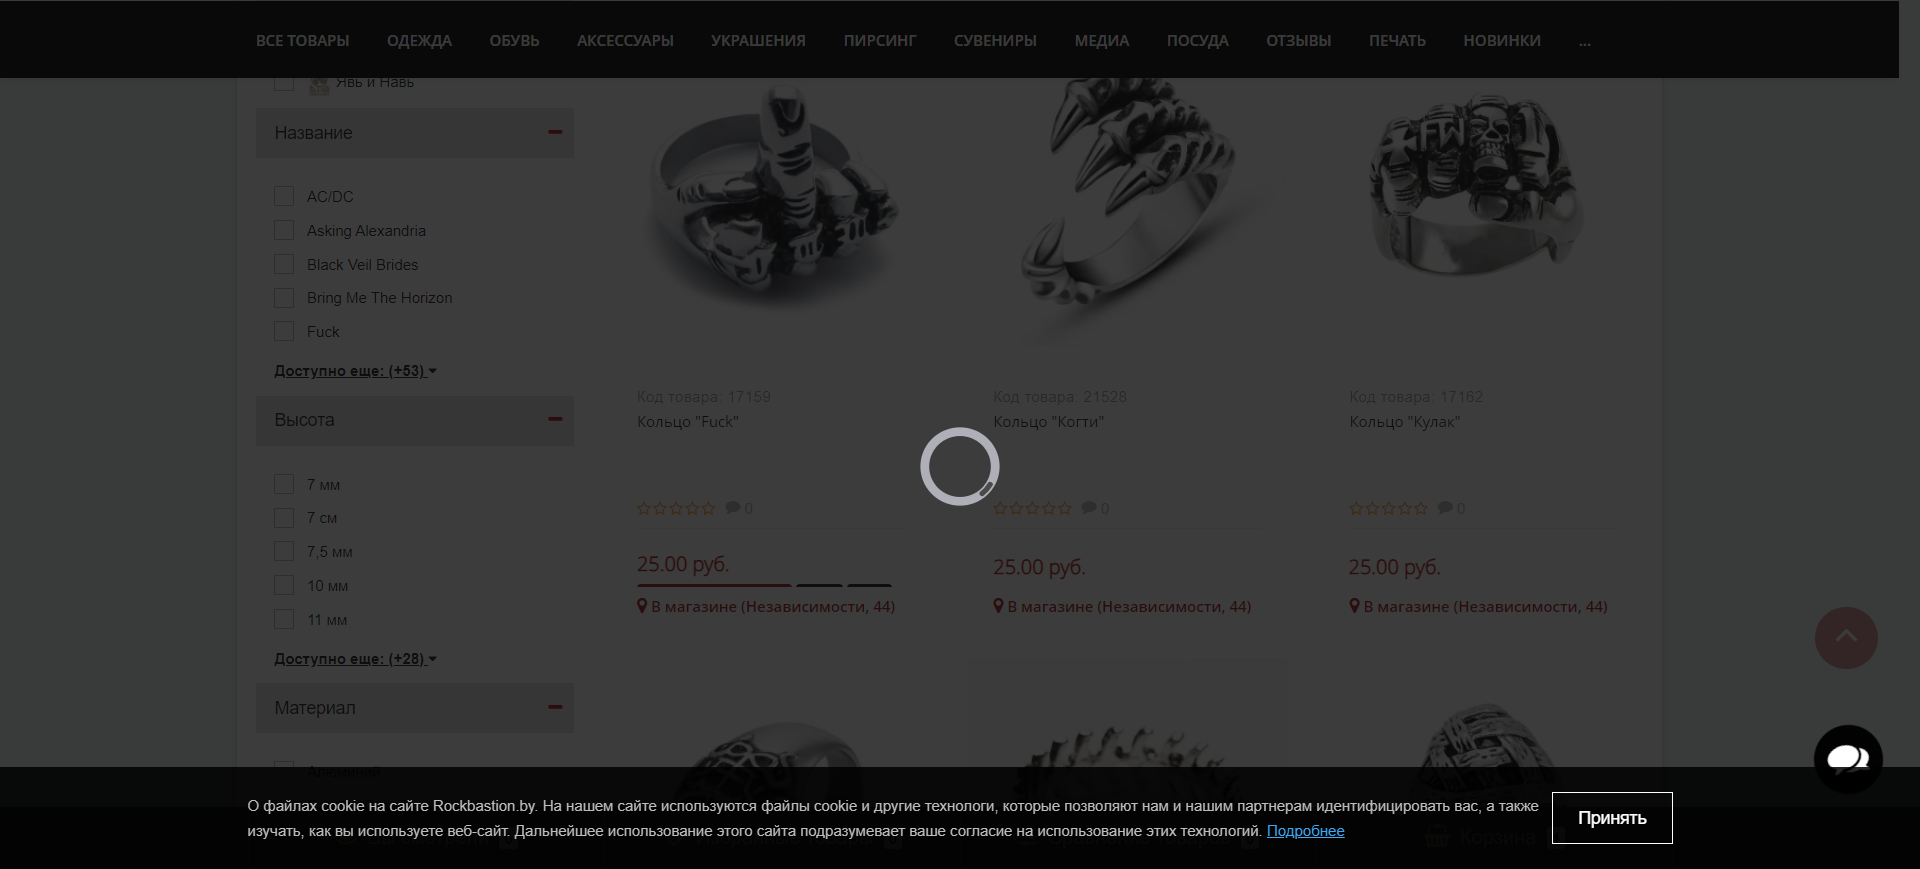 ВСЕ ТОВАРЫ ОДЕЖДА ОБУВЬ АКСЕССУАРЫ УКРАШЕНИЯ ПИРСИНГ СУВЕНИРЫ МЕДИА ПОСУДА ОТЗЫВЫ ПЕЧАТЬ НОВИНКИ ...
Явь и Навь
Название
AC/DC
Asking Alexandria
Black Veil Brides
Bring Me The Horizon
Fuck
Доступно еще: (+53)
Высота
7 мм
7 см
7,5 мм
10 мм
11 мм
Доступно еще: (+28)
Материал
Алюминий
FW
Код товара: 17159
Кольцо "Fuck"
0
25.00 руб.
В магазине (Независимости, 44)
Код товара: 21528
Кольцо "Когти"
0
25.00 руб.
В магазине (Независимости, 44)
Код товара: 17162
Кольцо "Кулак"
0
25.00 руб.
В магазине (Независимости, 44)
О файлах cookie на сайте Rockbastion.by. На нашем сайте используются файлы cookie и другие технологи, которые позволяют нам и нашим партнерам идентифицировать вас, а также
изучать, как вы используете веб-сайт. Дальнейшее использование этого сайта подразумевает ваше согласие на использование этих технологий. Подробнее
Принять
Корзина